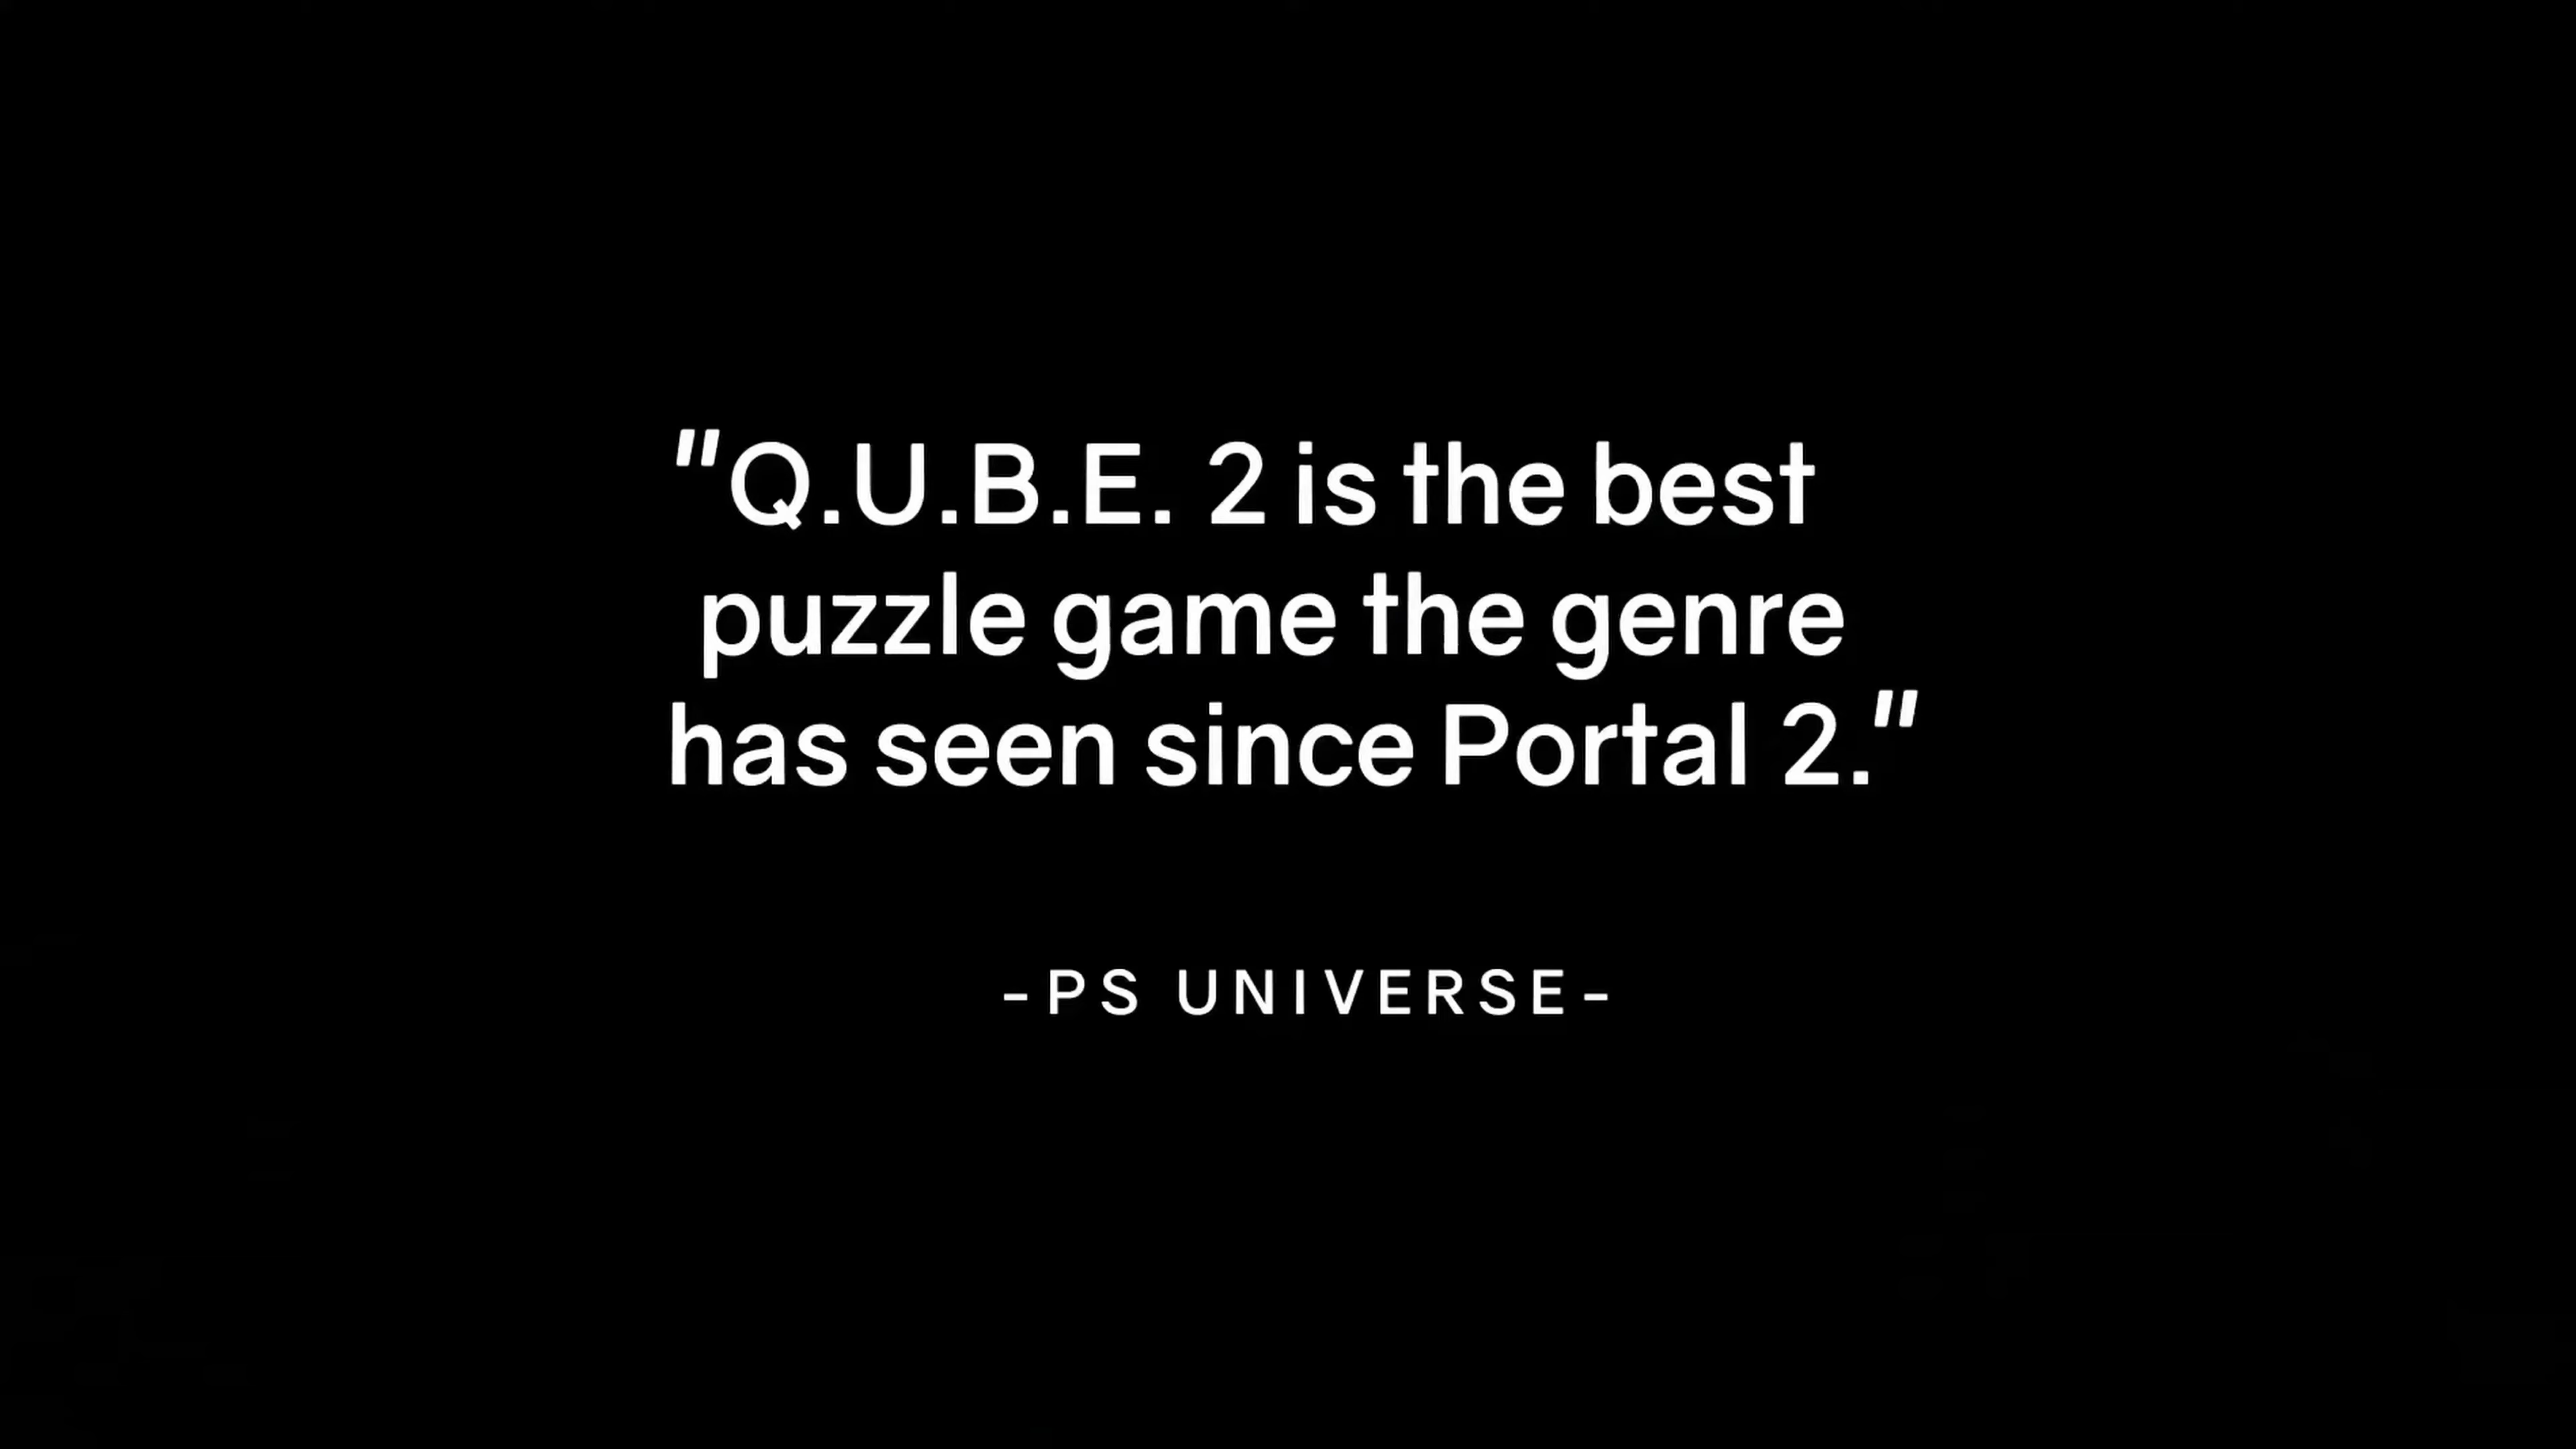 "Q.U.B.E. 2 is the best
puzzle game the genre
has seen since Portal 2."
-PS UNIVERSE-